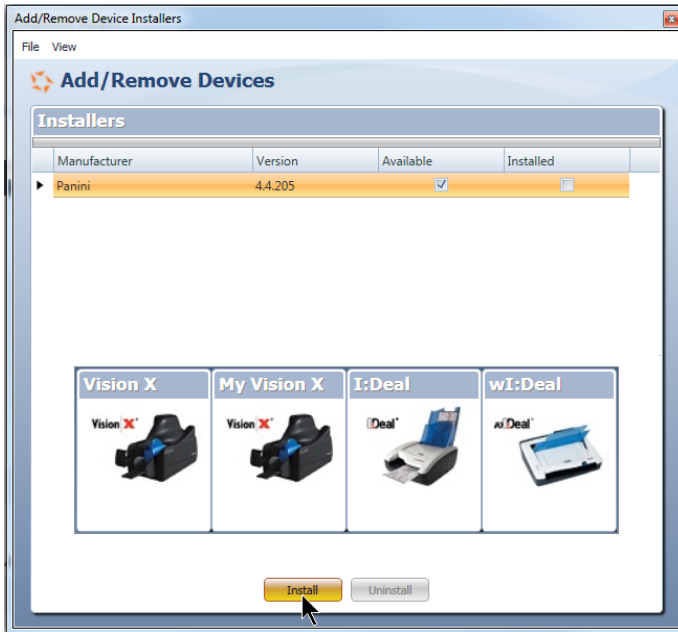 Add/Remove Device Installers
File View
Add/Remove Devices
Installers
Manufacturer Version Available Installed
Panini 4.4.205
Vision X My Vision X I:Deal wI:Deal
Vision X Vision X I:Deal wI:Deal
Install Uninstall